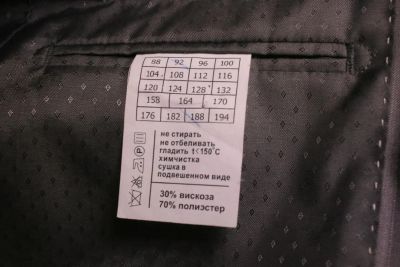 88 92 96 100
104 108 112 116
120 124 128 132
158 164 170
176 182 188 194
не стирать
не отбеливать
гладить t<150°C
химчистка
сушка в
подвешенном виде
30% вискоза
70% полиэстер